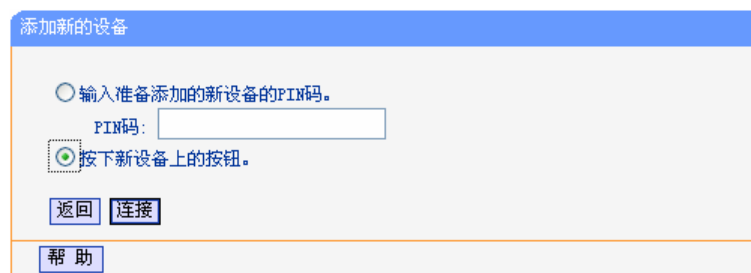 添加新的设备
输入准备添加的新设备的PIN码。
PIN码:
按下新设备上的按钮。
返回 连接
帮 助